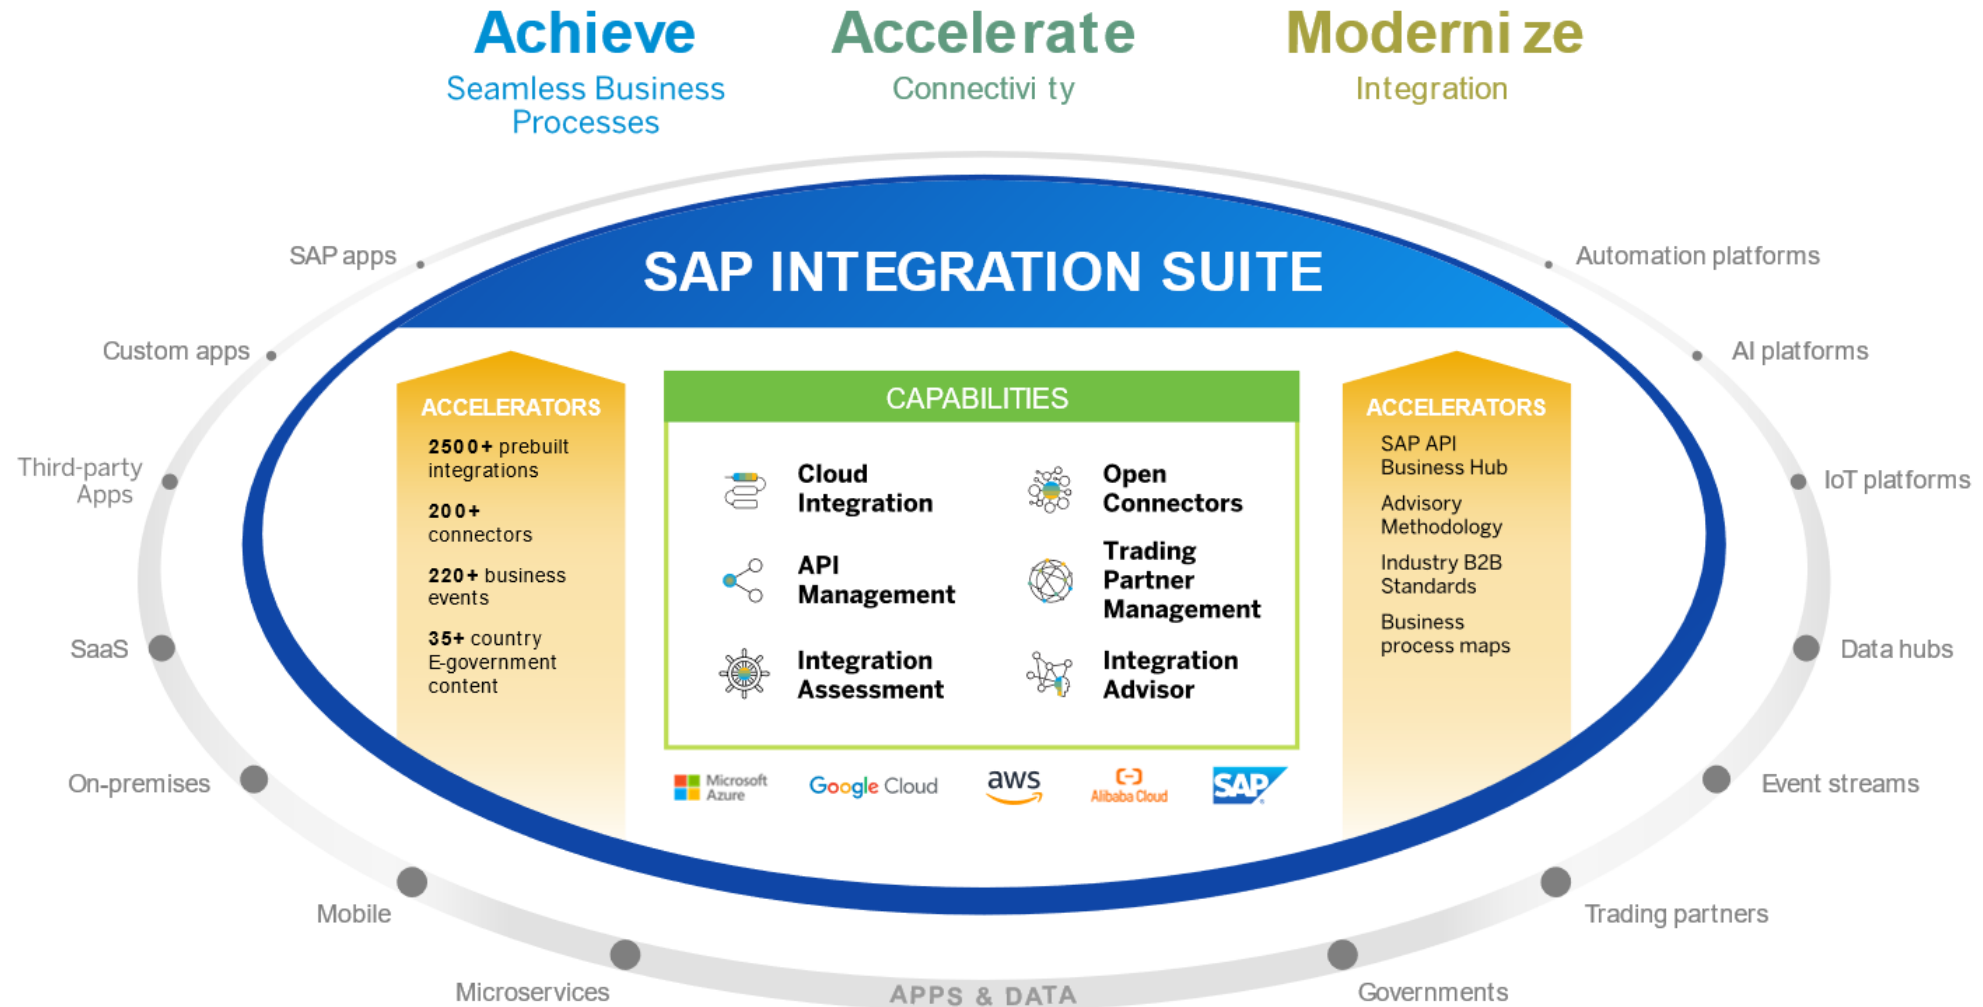 Achieve
Seamless Business
Processes
Accelerate
Connectivity
Modernize
Integration
SAP INTEGRATION SUITE
SAP apps
Custom apps
Third-party
Apps
SaaS
On-premises
Mobile
Microservices
ACCELERATORS
2500+ prebuilt
integrations
200+
connectors
220+ business
events
35+ country
E-government
content
CAPABILITIES
Cloud
Integration
Open
Connectors
API
Management
Trading
Partner
Management
Integration
Assessment
Integration
Advisor
Microsoft
Azure
Google Cloud
aws
Alibaba Cloud
SAP
ACCELERATORS
SAP API
Business Hub
Advisory
Methodology
Industry B2B
Standards
Business
process maps
Automation platforms
AI platforms
IoT platforms
Data hubs
Event streams
Trading partners
Governments
APPS & DATA